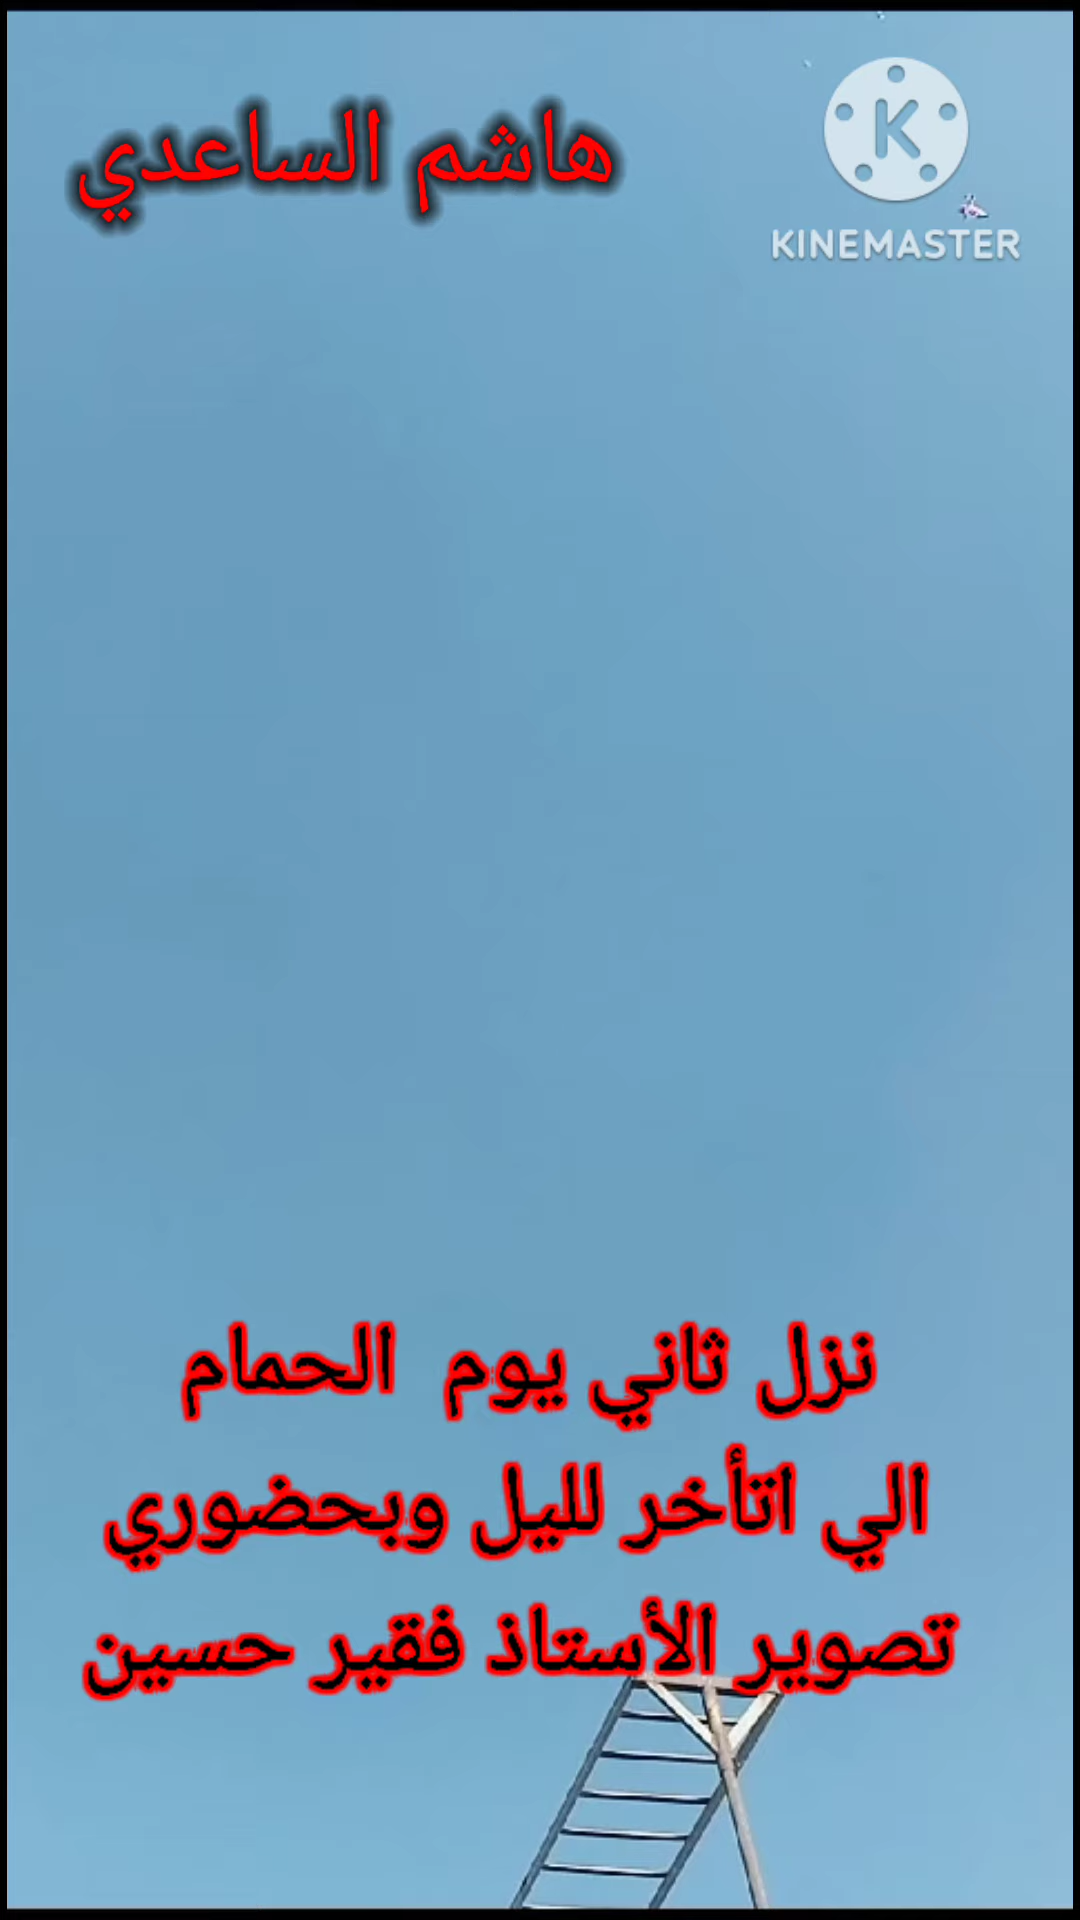 هاشم الساعدي
KINEMASTER
نزل ثاني يوم الحمام
الي اتأخر لليل وبحضوري
تصوير الأستاذ فقير حسين